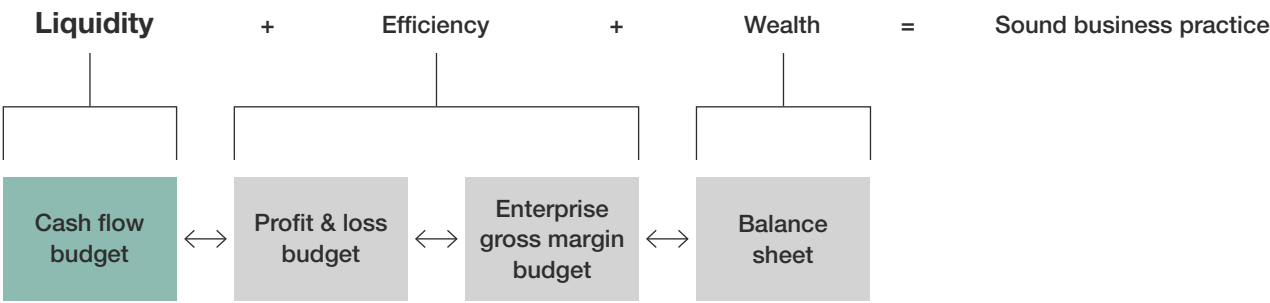 Liquidity + Efficiency + Wealth = Sound business practice
Cash flow
budget
Profit & loss
budget
Enterprise
gross margin
budget
Balance
sheet